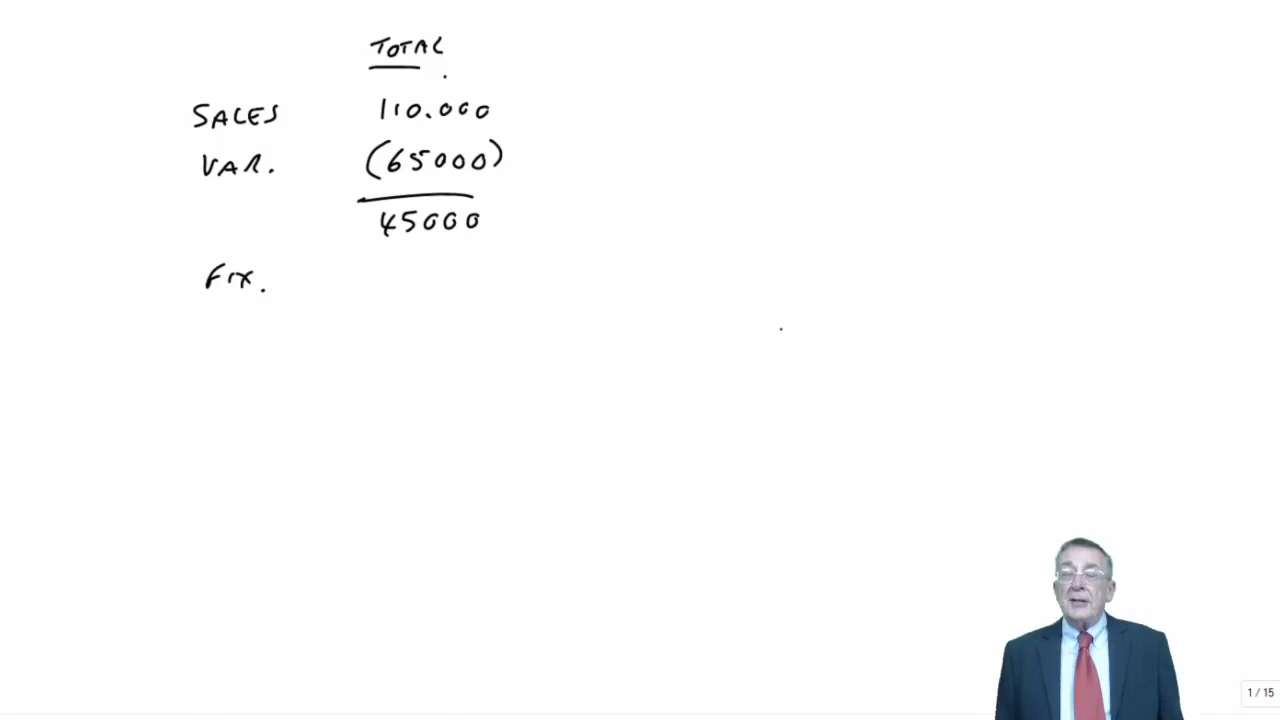 TOTAL
SALES 110.000
VAR. (65000)
45000
FIX.
1 / 15